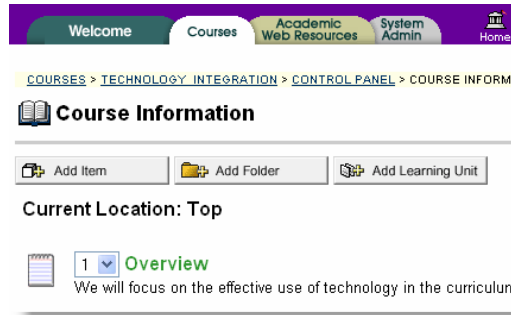 Welcome Courses Academic Web Resources System Admin Home
COURSES > TECHNOLOGY INTEGRATION > CONTROL PANEL > COURSE INFORM
Course Information
Add Item Add Folder Add Learning Unit
Current Location: Top
1 Overview
We will focus on the effective use of technology in the curriculum